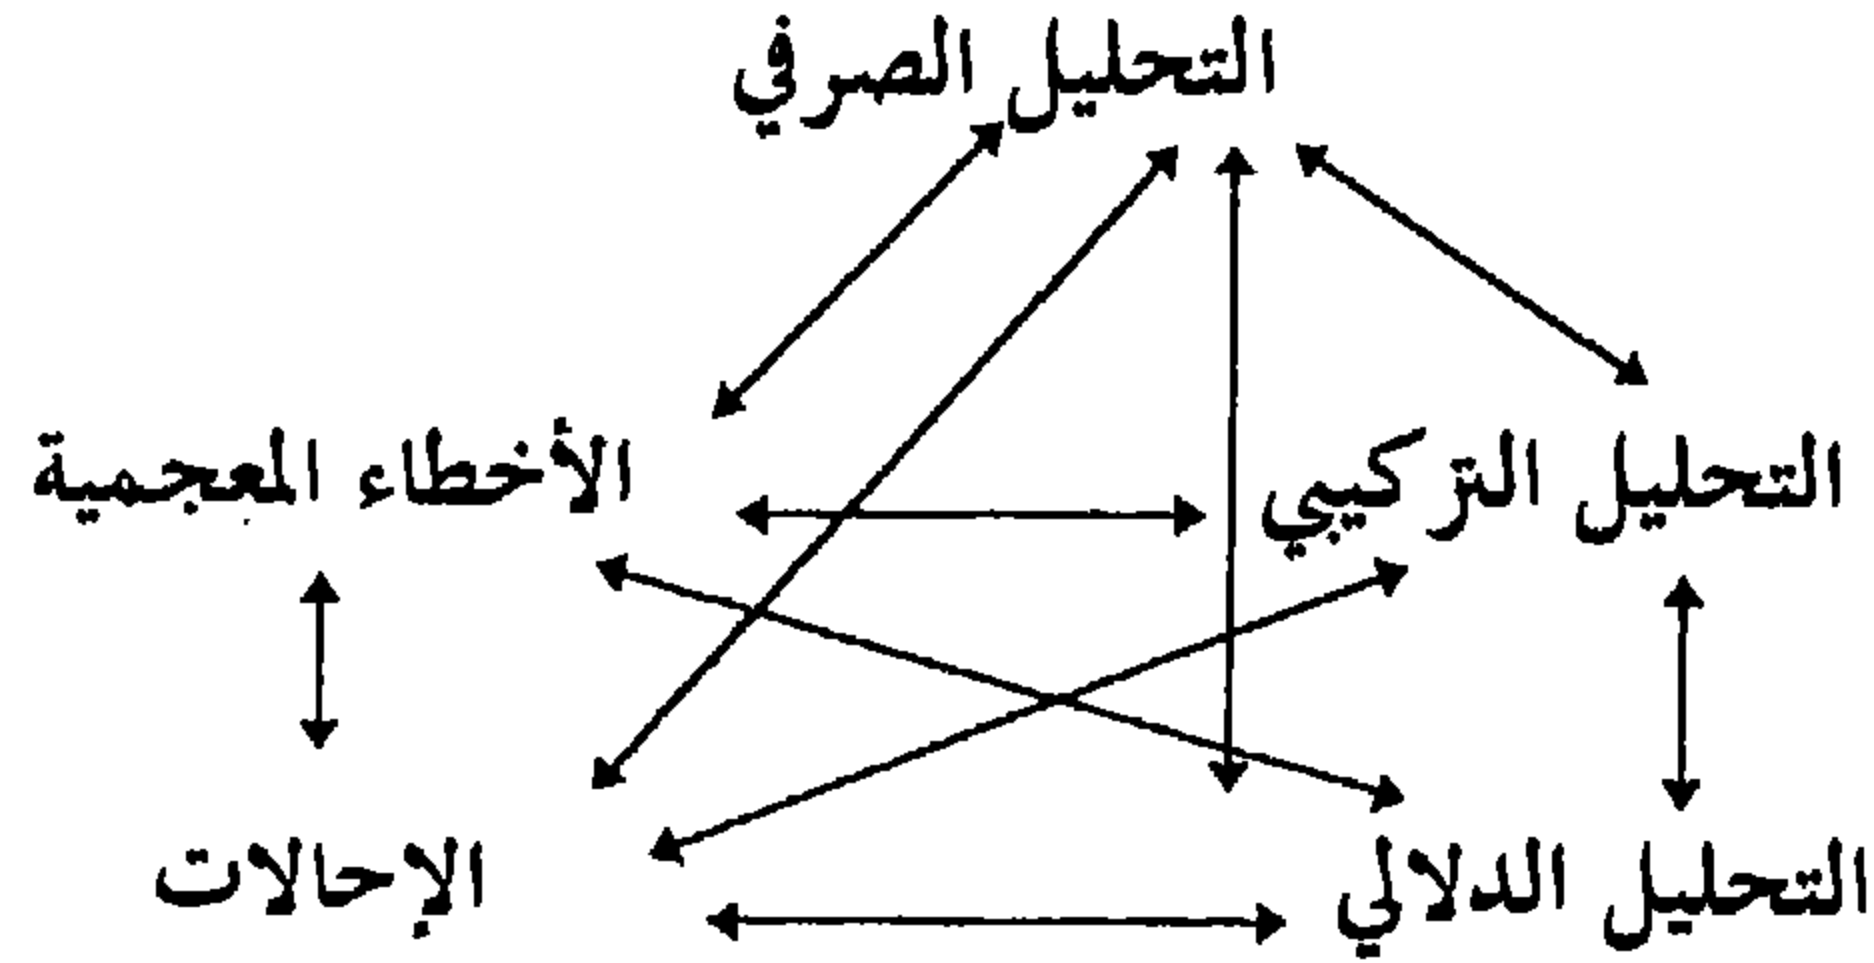 التحليل الصرفي
التحليل التركيبي
الأخطاء المعجمية
التحليل الدلالي
الإحالات